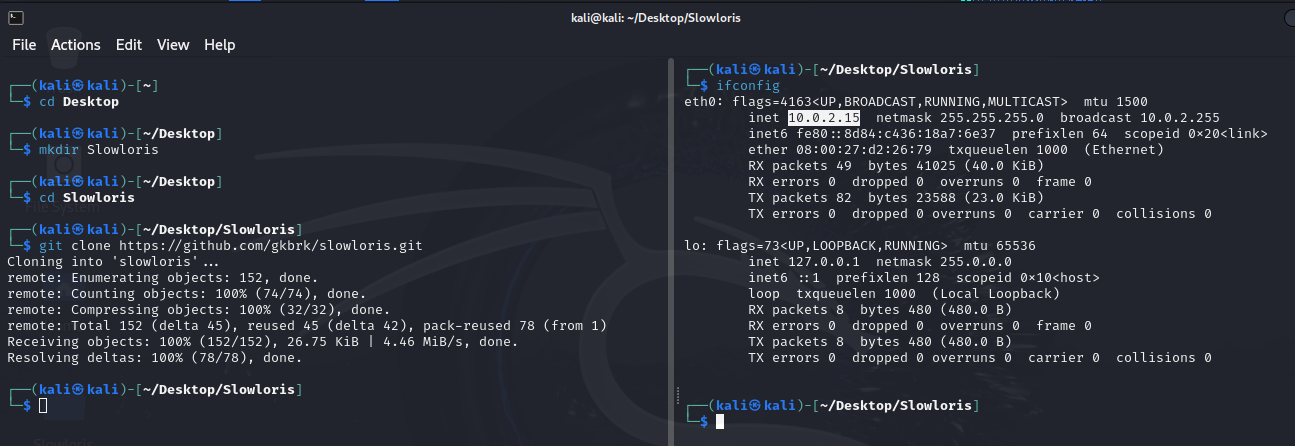 kali@kali: ~/Desktop/Slowloris
File Actions Edit View Help
┌──(kali㉿kali)-[~]
└─$ cd Desktop
┌──(kali㉿kali)-[~/Desktop]
└─$ mkdir Slowloris
┌──(kali㉿kali)-[~/Desktop]
└─$ cd Slowloris
┌──(kali㉿kali)-[~/Desktop/Slowloris]
└─$ git clone https://github.com/gkbrk/slowloris.git
Cloning into 'slowloris'...
remote: Enumerating objects: 152, done.
remote: Counting objects: 100% (74/74), done.
remote: Compressing objects: 100% (32/32), done.
remote: Total 152 (delta 45), reused 45 (delta 42), pack-reused 78 (from 1)
Receiving objects: 100% (152/152), 26.75 KiB | 4.46 MiB/s, done.
Resolving deltas: 100% (78/78), done.
┌──(kali㉿kali)-[~/Desktop/Slowloris]
└─$
┌──(kali㉿kali)-[~/Desktop/Slowloris]
└─$ ifconfig
eth0: flags=4163<UP,BROADCAST,RUNNING,MULTICAST>  mtu 1500
inet 10.0.2.15  netmask 255.255.255.0  broadcast 10.0.2.255
inet6 fe80::8d84:c436:18a7:6e37  prefixlen 64  scopeid 0×20<link>
ether 08:00:27:d2:26:79  txqueuelen 1000  (Ethernet)
RX packets 49  bytes 41025 (40.0 KiB)
RX errors 0  dropped 0  overruns 0  frame 0
TX packets 82  bytes 23588 (23.0 KiB)
TX errors 0  dropped 0 overruns 0  carrier 0  collisions 0
lo: flags=73<UP,LOOPBACK,RUNNING>  mtu 65536
inet 127.0.0.1  netmask 255.0.0.0
inet6 ::1  prefixlen 128  scopeid 0×10<host>
loop  txqueuelen 1000  (Local Loopback)
RX packets 8  bytes 480 (480.0 B)
RX errors 0  dropped 0  overruns 0  frame 0
TX packets 8  bytes 480 (480.0 B)
TX errors 0  dropped 0 overruns 0  carrier 0  collisions 0
┌──(kali㉿kali)-[~/Desktop/Slowloris]
└─$